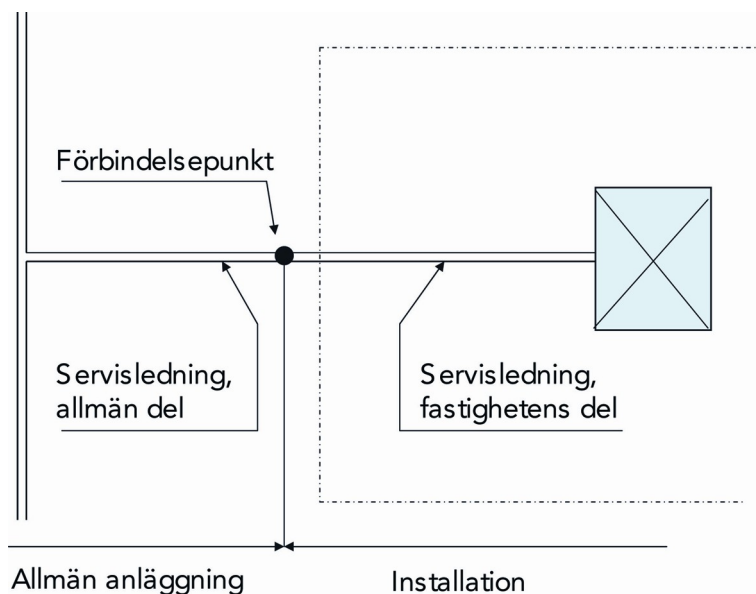 Förbindelsepunkt
Servisledning,
allmän del
Servisledning,
fastighetens del
Allmän anläggning
Installation